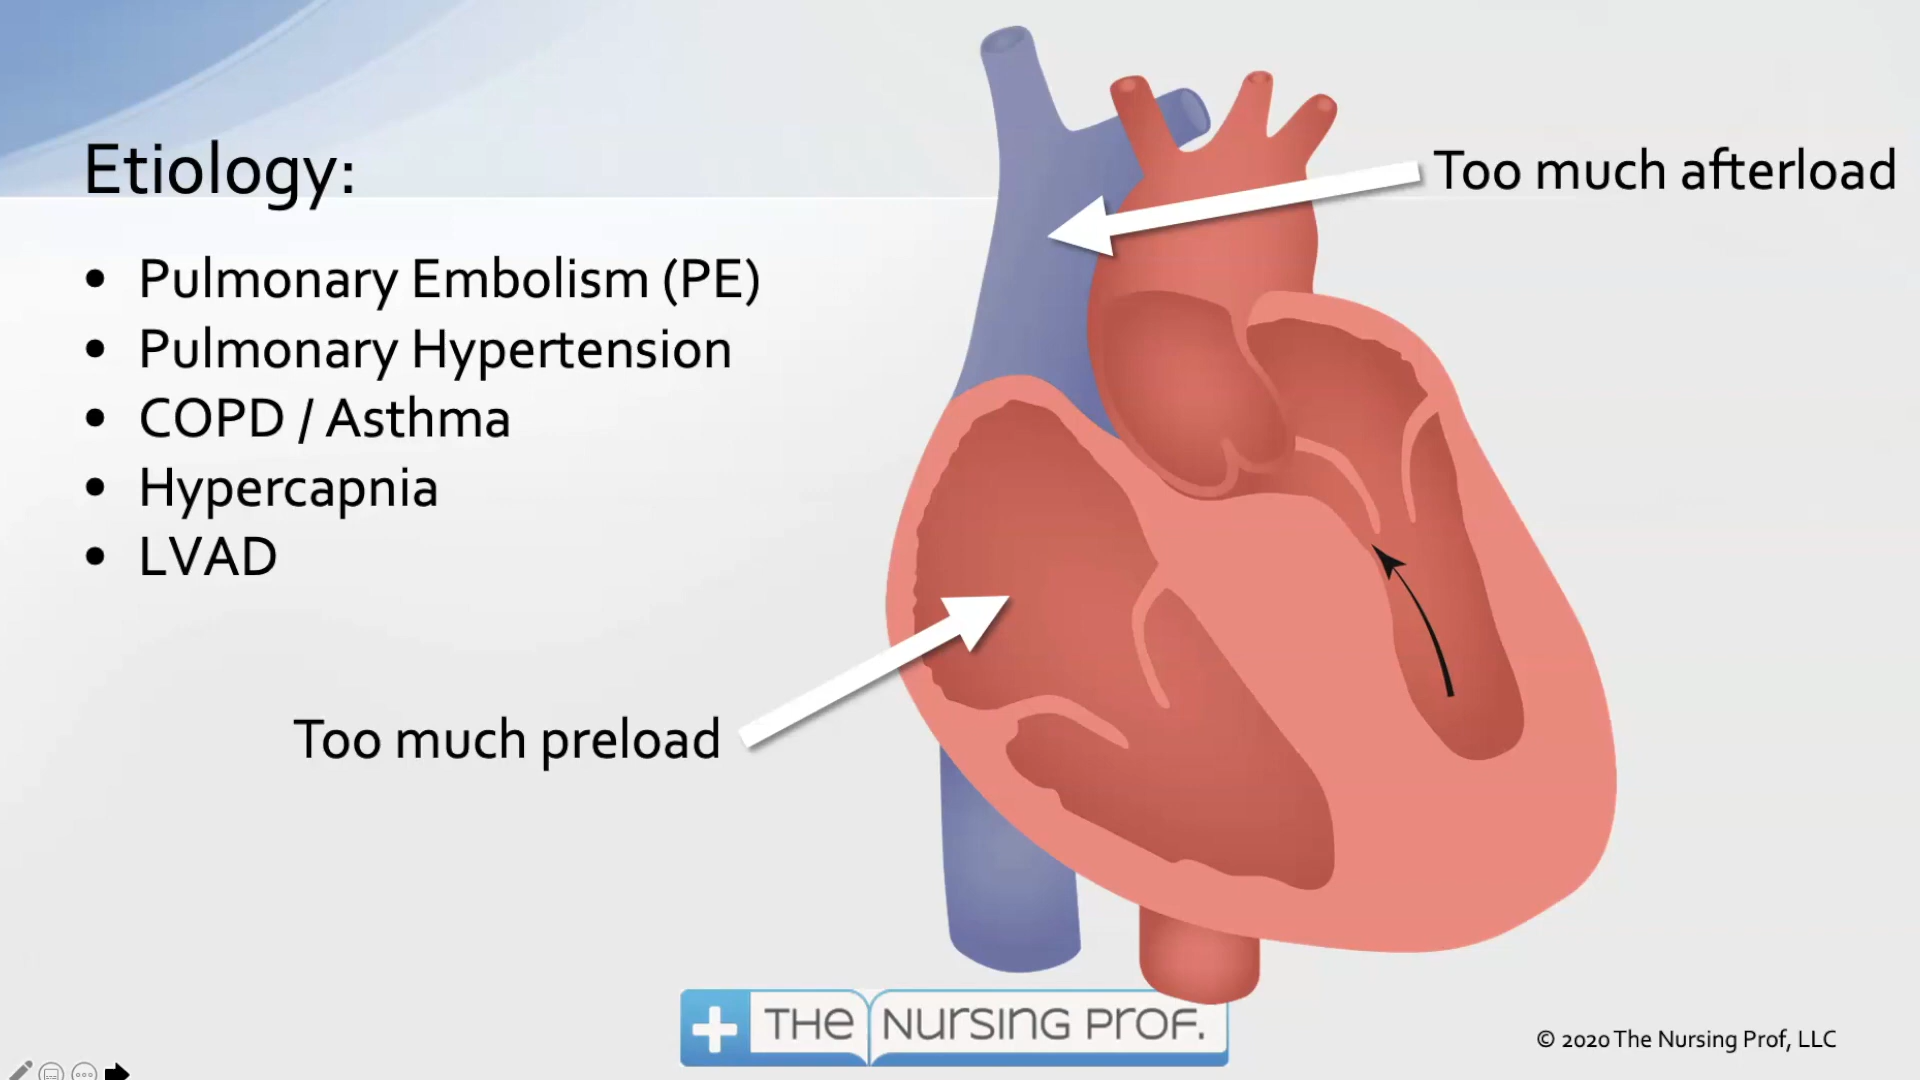 Etiology:
• Pulmonary Embolism (PE)
• Pulmonary Hypertension
• COPD / Asthma
• Hypercapnia
• LVAD
Too much afterload
Too much preload
THE NURSING PROF.
© 2020 The Nursing Prof, LLC